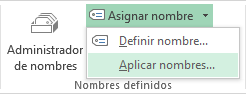 Administrador
de nombres
Asignar nombre
Definir nombre...
Aplicar nombres...
Nombres definidos